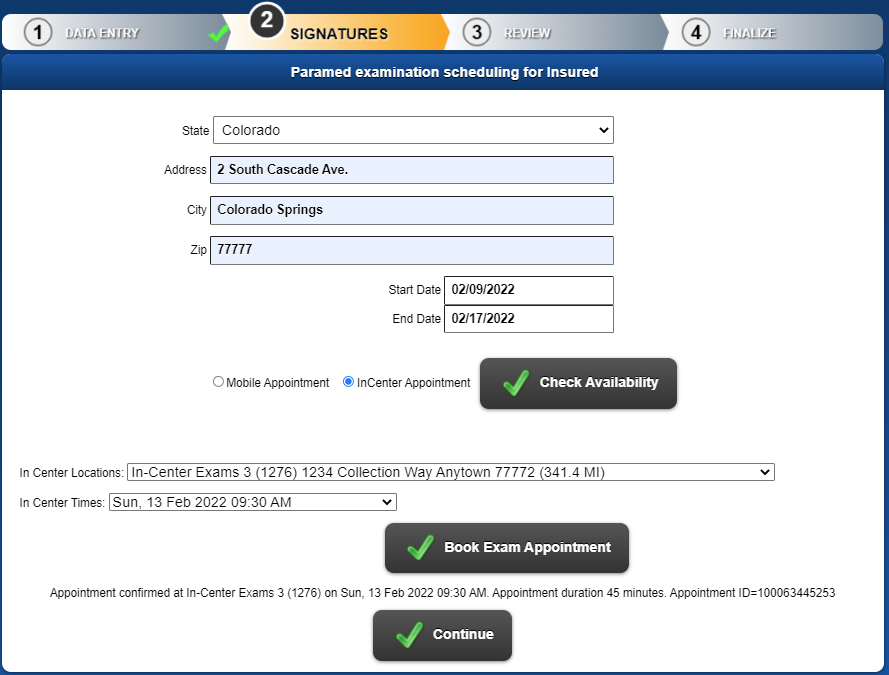 1 DATA ENTRY 2 SIGNATURES 3 REVIEW 4 FINALIZE
Paramed examination scheduling for Insured
State Colorado
Address 2 South Cascade Ave.
City Colorado Springs
Zip 77777
Start Date 02/09/2022
End Date 02/17/2022
Mobile Appointment InCenter Appointment Check Availability
In Center Locations: In-Center Exams 3 (1276) 1234 Collection Way Anytown 77772 (341.4 MI)
In Center Times: Sun, 13 Feb 2022 09:30 AM
Book Exam Appointment
Appointment confirmed at In-Center Exams 3 (1276) on Sun, 13 Feb 2022 09:30 AM. Appointment duration 45 minutes. Appointment ID=100063445253
Continue